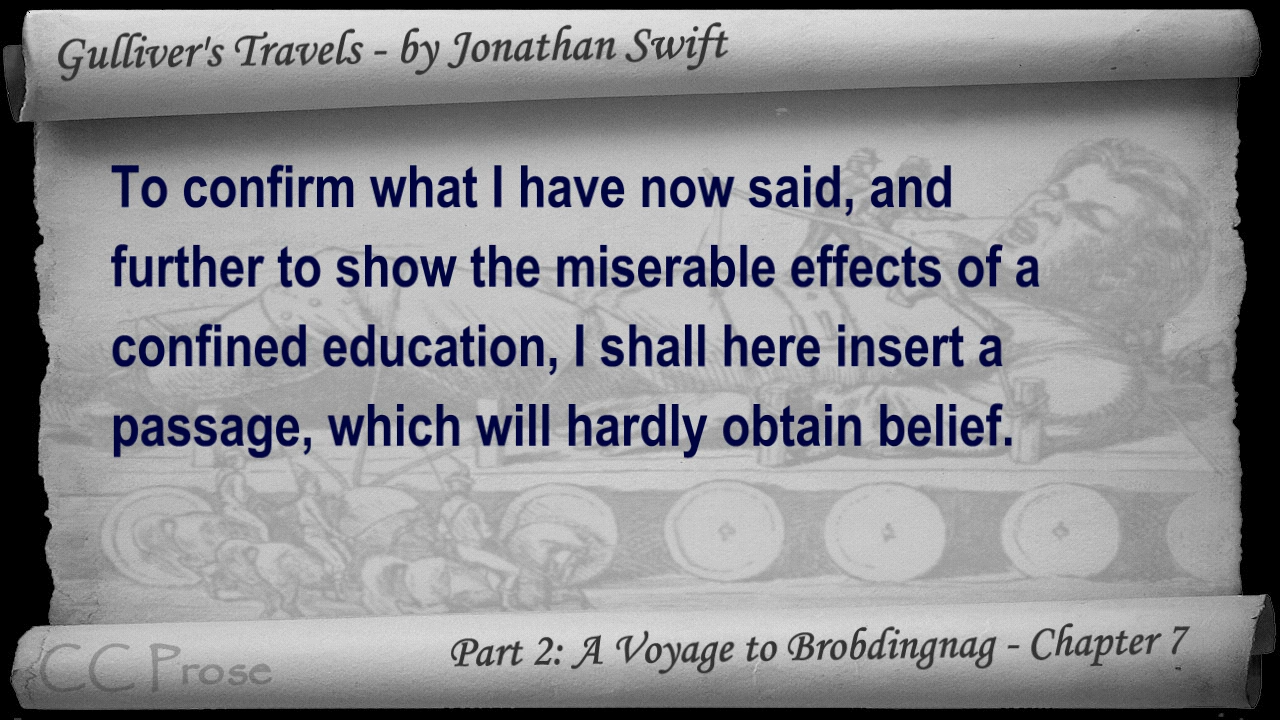 Gulliver's Travels - by Jonathan Swift
To confirm what I have now said, and
further to show the miserable effects of a
confined education, I shall here insert a
passage, which will hardly obtain belief.
Part 2: A Voyage to Brobdingnag - Chapter 7
CC Prose